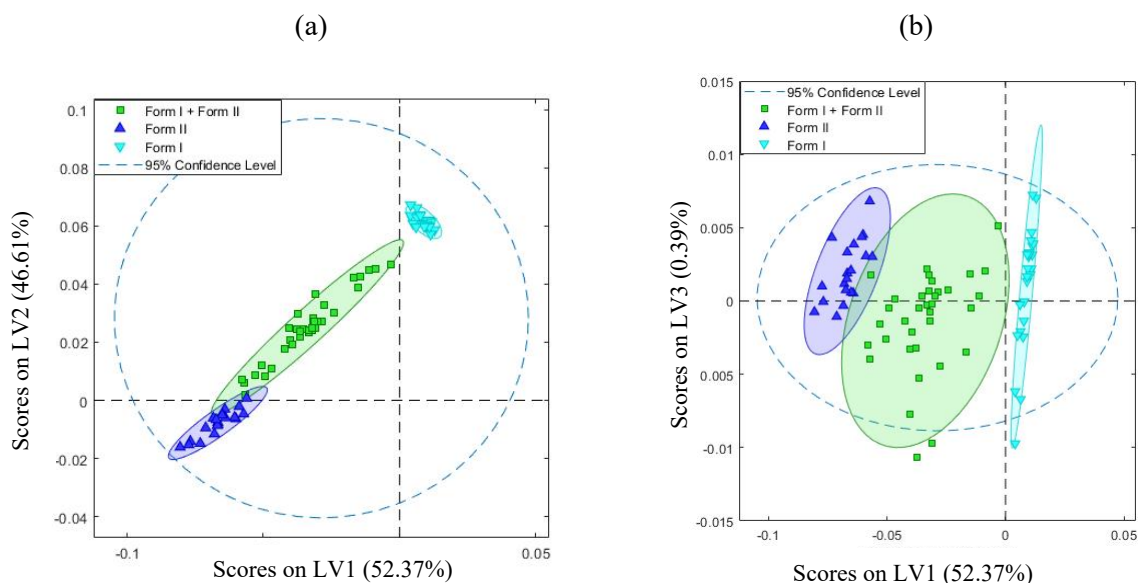 (a)
Scores on LV2 (46.61%)
0.1
0.08
0.06
0.04
0.02
0
-0.02
-0.04
Form I + Form II
Form II
Form I
95% Confidence Level
-0.1
0.05
Scores on LV1 (52.37%)
(b)
Scores on LV3 (0.39%)
0.015
0.01
0.005
0
0.005
-0.01
-0.015
95% Confidence Level
Form I + Form II
Form II
Form I
-0.1
-0.05
0
0.05
Scores on LV1 (52.37%)